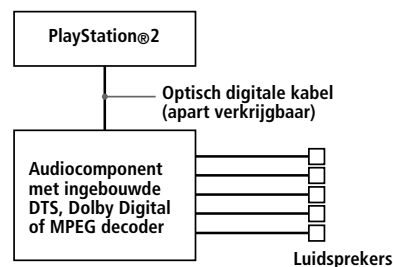 PlayStation®2
Optisch digitale kabel
(apart verkrijgbaar)
Audiocomponent
met ingebouwde
DTS, Dolby Digital
of MPEG decoder
Luidsprekers